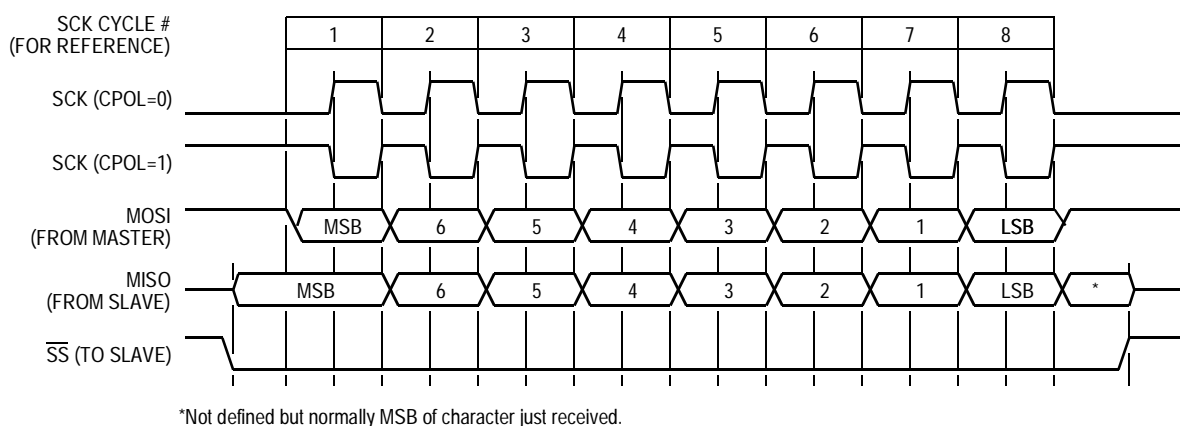 SCK CYCLE #
(FOR REFERENCE)
1 2 3 4 5 6 7 8
SCK (CPOL=0)
SCK (CPOL=1)
MOSI
(FROM MASTER)
MSB 6 5 4 3 2 1 LSB
MISO
(FROM SLAVE)
MSB 6 5 4 3 2 1 LSB *
SS (TO SLAVE)
*Not defined but normally MSB of character just received.